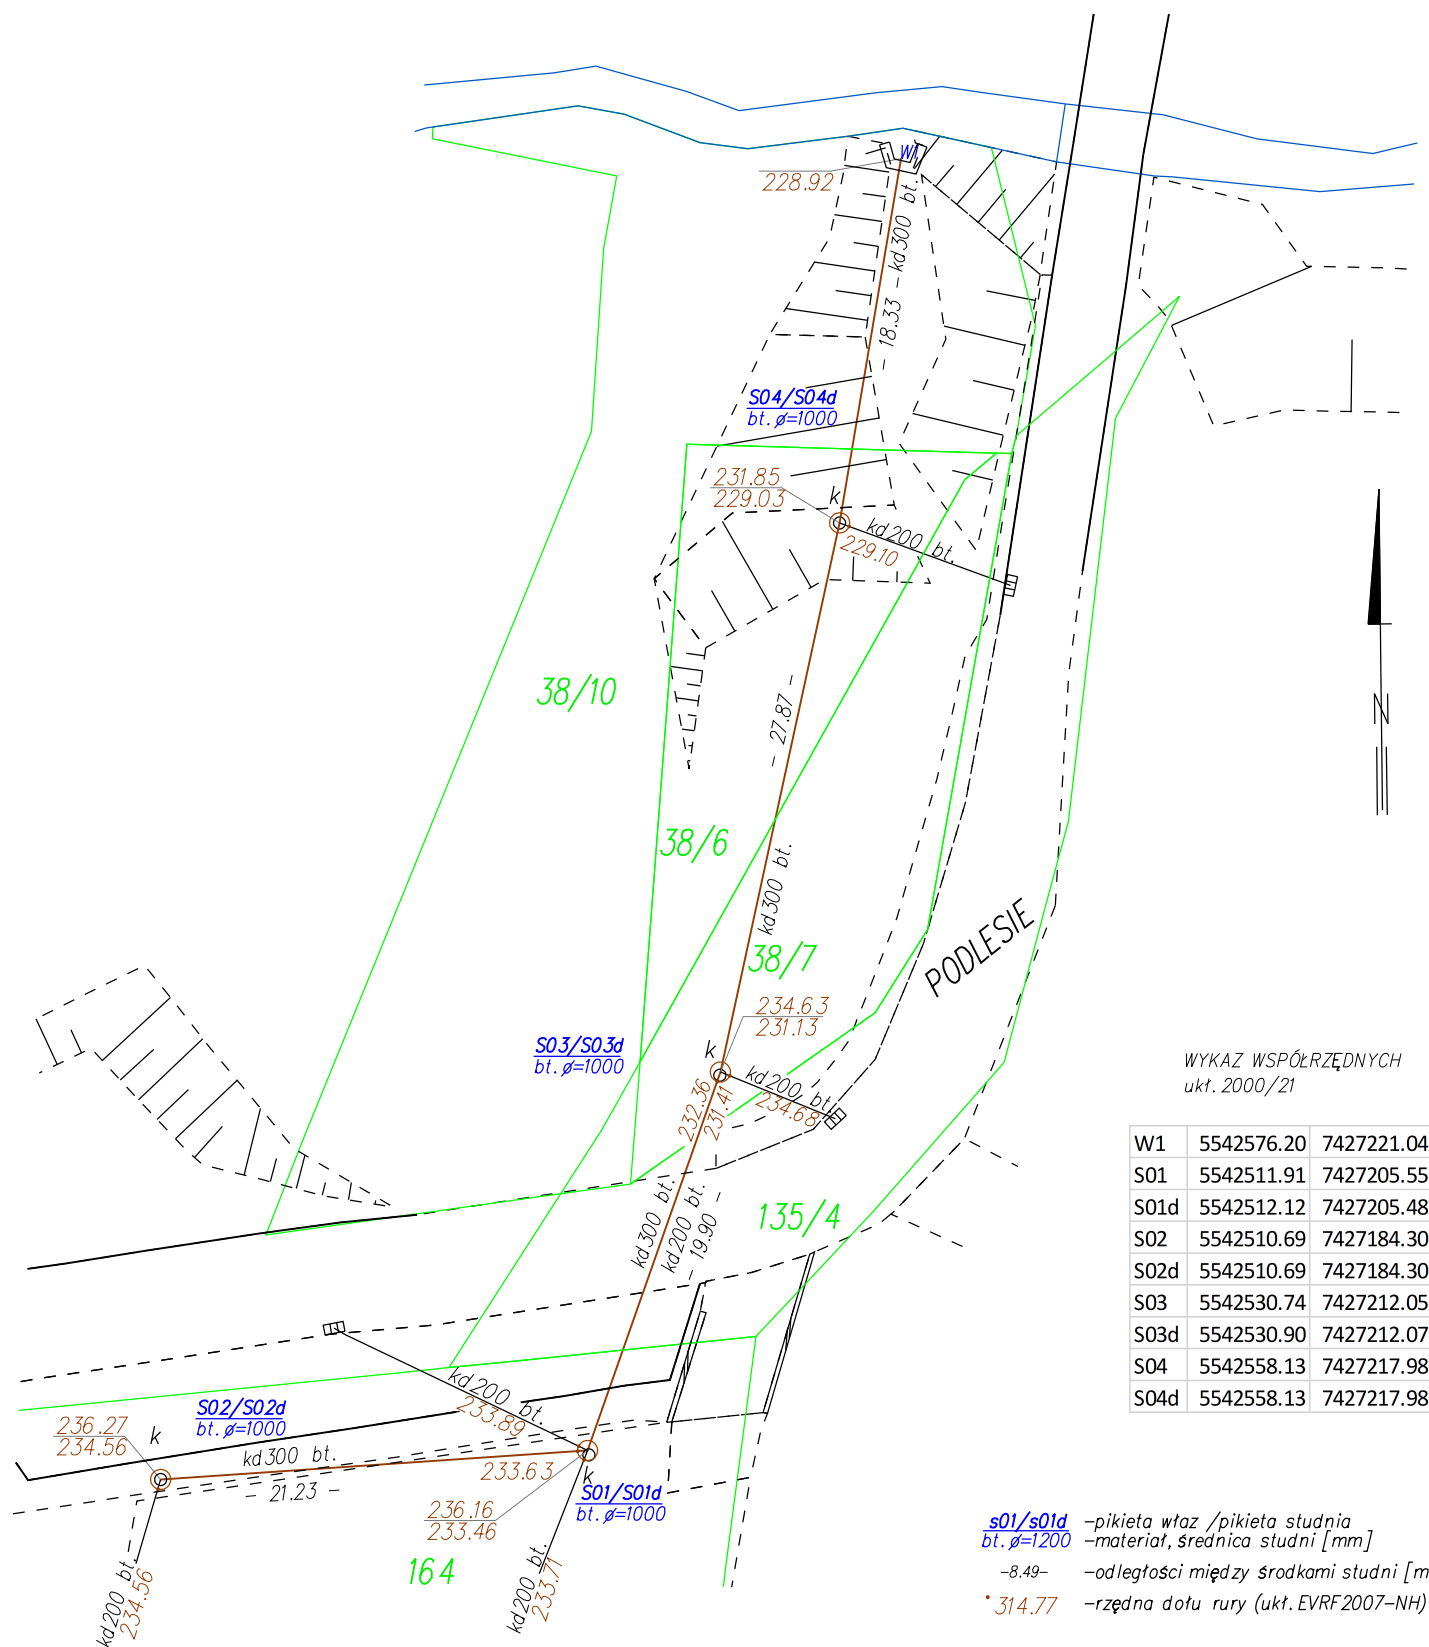 W1
228.92
kd300 bt.
- 18.33 -
S04/S04d
bt. ø=1000
231.85
229.03
k
kd200 bt.
229.10
38/10
- 27.87 -
38/6
kd300 bt.
38/7
PODLESIE
234.63
231.13
S03/S03d
bt. ø=1000
k
kd200 bt.
234.68
232.36
231.41
WYKAZ WSPÓŁRZĘDNYCH
ukł. 2000/21
W1 5542576.20 7427221.04
S01 5542511.91 7427205.55
S01d 5542512.12 7427205.48
S02 5542510.69 7427184.30
S02d 5542510.69 7427184.30
S03 5542530.74 7427212.05
S03d 5542530.90 7427212.07
S04 5542558.13 7427217.98
S04d 5542558.13 7427217.98
kd300 bt.
kd200 bt.
- 19.90 -
135/4
kd200 bt.
233.89
S02/S02d
bt. ø=1000
236.27
234.56
k
kd300 bt.
- 21.23 -
233.63
k
S01/S01d
bt. ø=1000
236.16
233.46
164
kd200 bt.
234.56
kd200 bt.
233.71
N
s01/s01d -pikieta właz /pikieta studnia
bt. ø=1200 -materiał, średnica studni [mm]
-8.49- -odległości między środkami studni [m
314.77 -rzędna dołu rury (ukł. EVRF2007-NH)